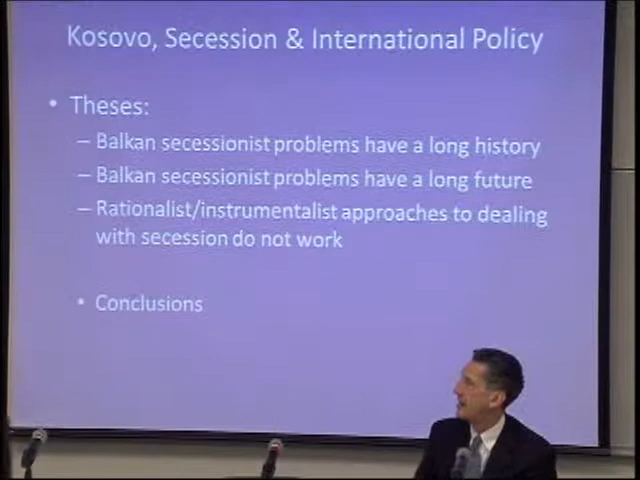 Kosovo, Secession & International Policy
• Theses:
– Balkan secessionist problems have a long history
– Balkan secessionist problems have a long future
– Rationalist/instrumentalist approaches to dealing
with secession do not work
• Conclusions